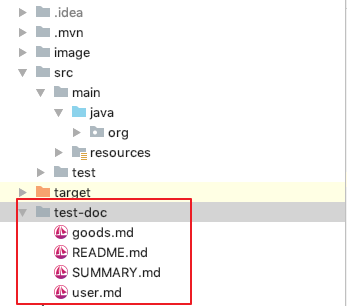 .idea
.mvn
image
src
main
java
org
resources
test
target
test-doc
goods.md
README.md
SUMMARY.md
user.md